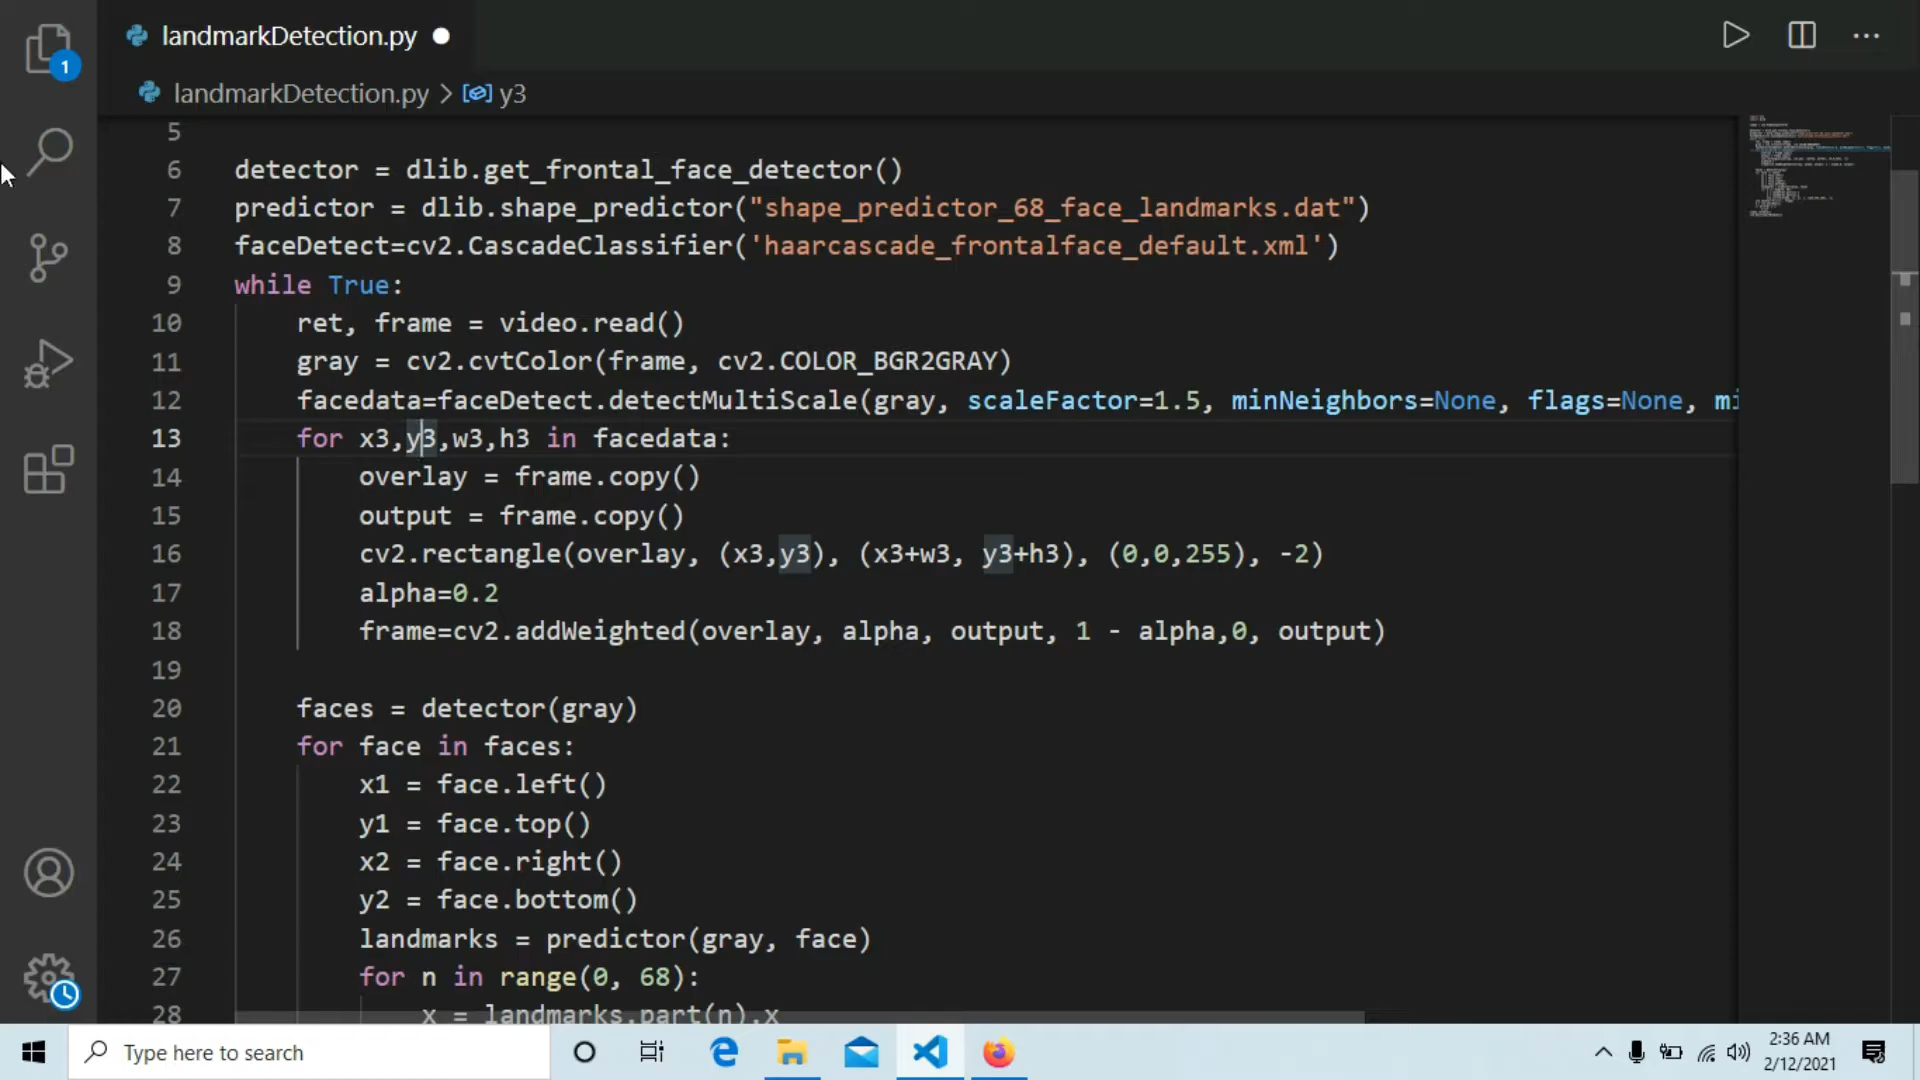 landmarkDetection.py
1
landmarkDetection.py > y3
5
6 detector = dlib.get_frontal_face_detector()
7 predictor = dlib.shape_predictor("shape_predictor_68_face_landmarks.dat")
8 faceDetect=cv2.CascadeClassifier('haarcascade_frontalface_default.xml')
9 while True:
10 ret, frame = video.read()
11 gray = cv2.cvtColor(frame, cv2.COLOR_BGR2GRAY)
12 facedata=faceDetect.detectMultiScale(gray, scaleFactor=1.5, minNeighbors=None, flags=None, mi
13 for x3,y3,w3,h3 in facedata:
14 overlay = frame.copy()
15 output = frame.copy()
16 cv2.rectangle(overlay, (x3,y3), (x3+w3, y3+h3), (0,0,255), -2)
17 alpha=0.2
18 frame=cv2.addWeighted(overlay, alpha, output, 1 - alpha,0, output)
19
20 faces = detector(gray)
21 for face in faces:
22 x1 = face.left()
23 y1 = face.top()
24 x2 = face.right()
25 y2 = face.bottom()
26 landmarks = predictor(gray, face)
27 for n in range(0, 68):
28 x = landmarks.part(n).x
Type here to search
2:36 AM
2/12/2021